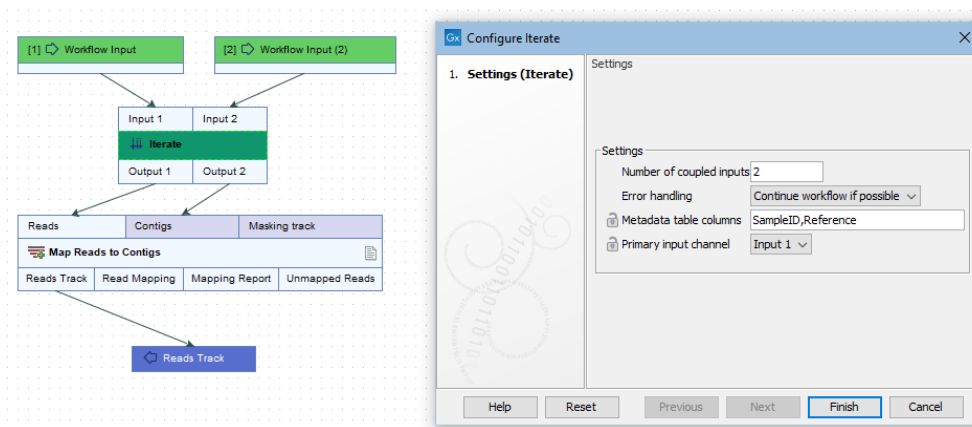 [1] Workflow Input
[2] Workflow Input (2)
Input 1
Input 2
Iterate
Output 1
Output 2
Reads
Contigs
Masking track
Map Reads to Contigs
Reads Track
Read Mapping
Mapping Report
Unmapped Reads
Reads Track
Gx Configure Iterate
1. Settings (Iterate)
Settings
Settings
Number of coupled inputs 2
Error handling Continue workflow if possible
Metadata table columns SampleID,Reference
Primary input channel Input 1
Help
Reset
Previous
Next
Finish
Cancel